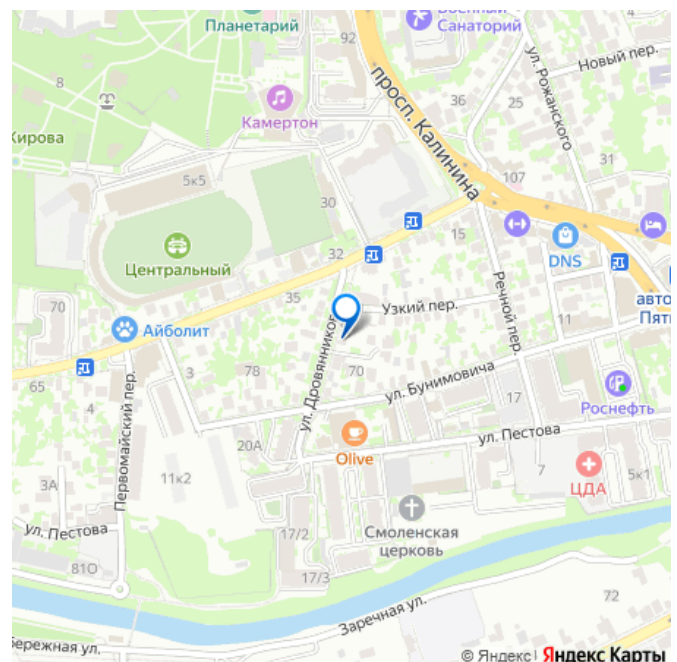 Планетарий
92
Военный
Санаторий
Новый пер.
8
ул. Рожанского
Камертон
просп. Калинина
36
25
Кирова
31
5к5
107
30
32
15
Центральный
DNS
Речной пер.
35
авто
Пят
70
Узкий пер.
Айболит
11
ул. Дровянников
65
3
78
70
ул. Бунимовича
Роснефть
4
17
Первомайский пер.
20А
Olive
ул. Пестова
7
ЦДА
5к1
3А
11к2
ул. Пестова
17/2
Смоленская
церковь
81О
17/3
72
Заречная ул.
бережная ул.
© Яндекс Яндекс Карты